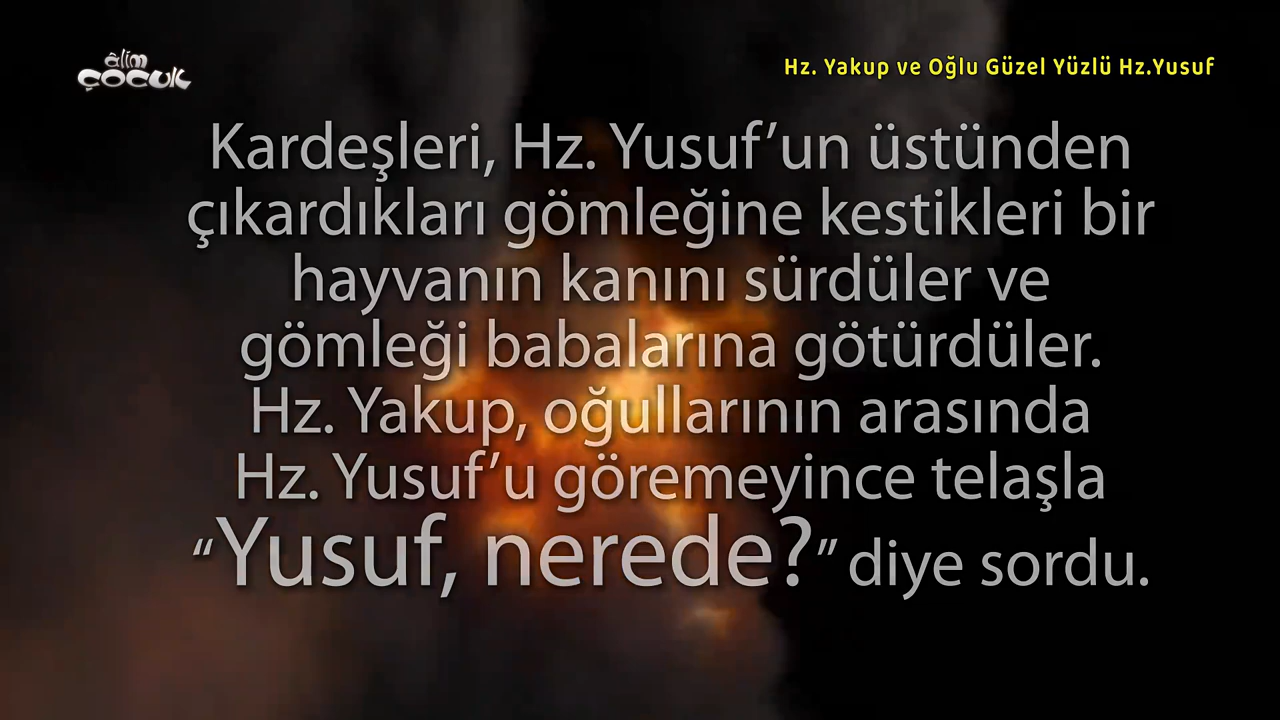 âlim
çocuk
Hz. Yakup ve Oğlu Güzel Yüzlü Hz.Yusuf
Kardeşleri, Hz. Yusuf’un üstünden
çıkardıkları gömleğine kestikleri bir
hayvanın kanını sürdüler ve
gömleği babalarına götürdüler.
Hz. Yakup, oğullarının arasında
Hz. Yusuf’u göremeyince telaşla
“Yusuf, nerede?” diye sordu.